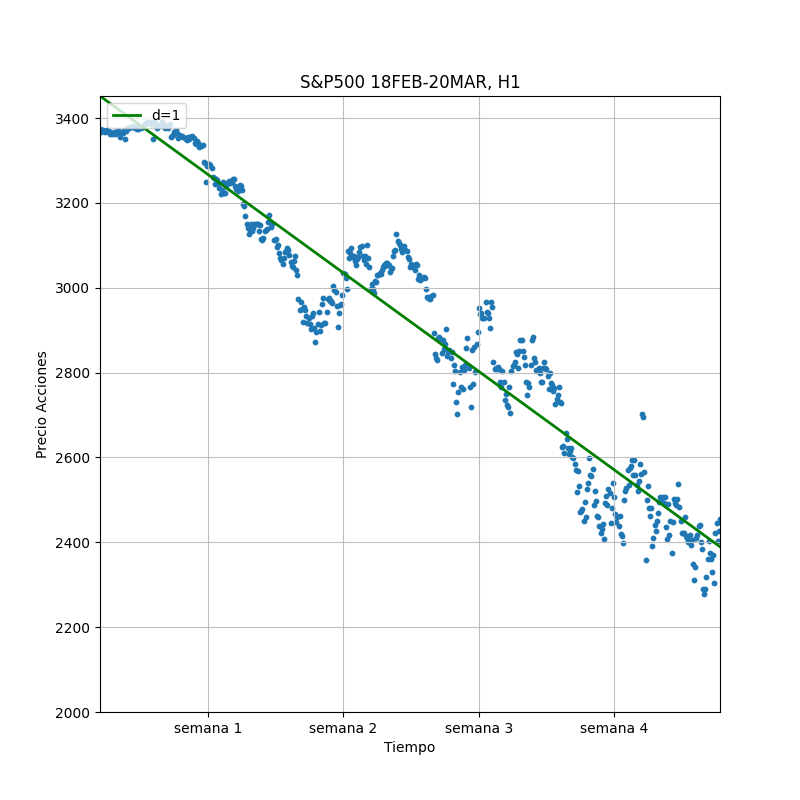 S&P500 18FEB-20MAR, H1
d=1
3400
3200
3000
2800
2600
2400
2200
2000
Precio Acciones
semana 1 semana 2 semana 3 semana 4
Tiempo